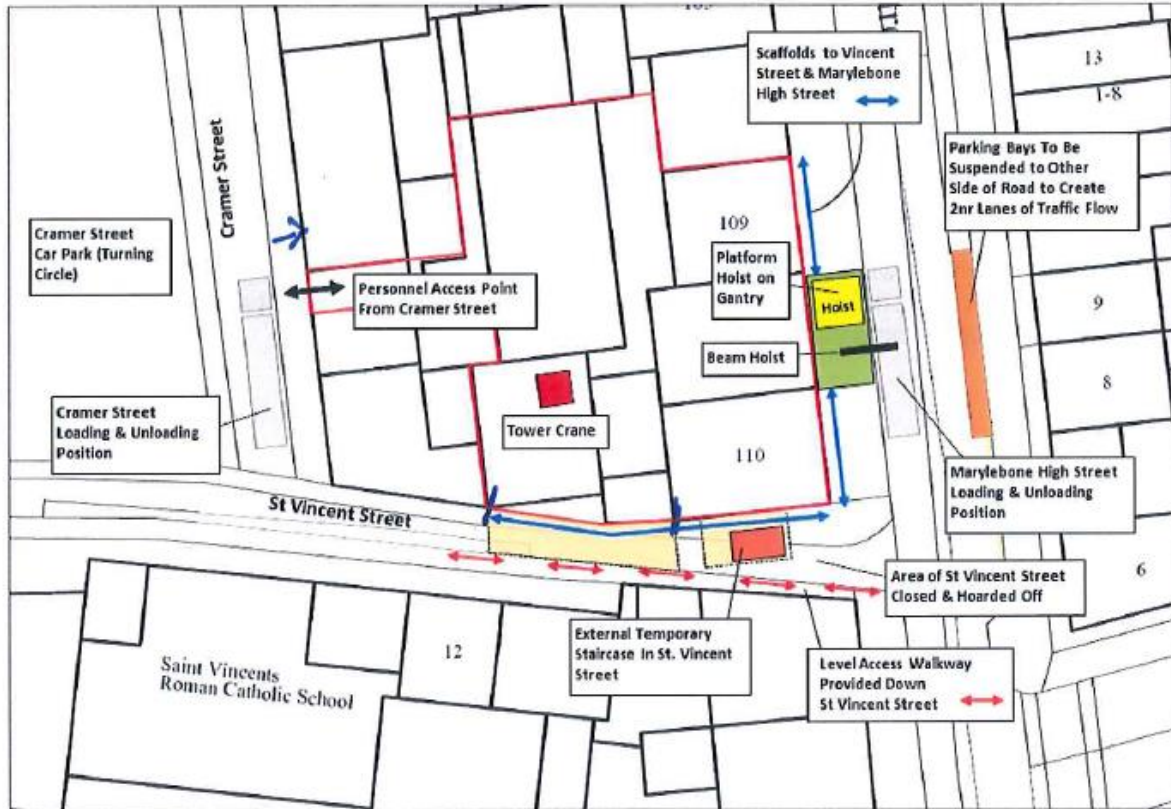 105
Scaffolds to Vincent
Street & Marylebone
High Street
13
1-8
Parking Bays To Be
Suspended to Other
Side of Road to Create
2nr Lanes of Traffic Flow
Cramer Street
Cramer Street
Car Park (Turning
Circle)
109
Platform
Hoist on
Gantry
Personnel Access Point
From Cramer Street
Hoist
9
Beam Hoist
8
Cramer Street
Loading & Unloading
Position
Tower Crane
110
Marylebone High Street
Loading & Unloading
Position
St Vincent Street
Area of St Vincent Street
Closed & Hoarded Off
6
External Temporary
Staircase In St. Vincent
Street
12
Saint Vincents
Roman Catholic School
Level Access Walkway
Provided Down
St Vincent Street